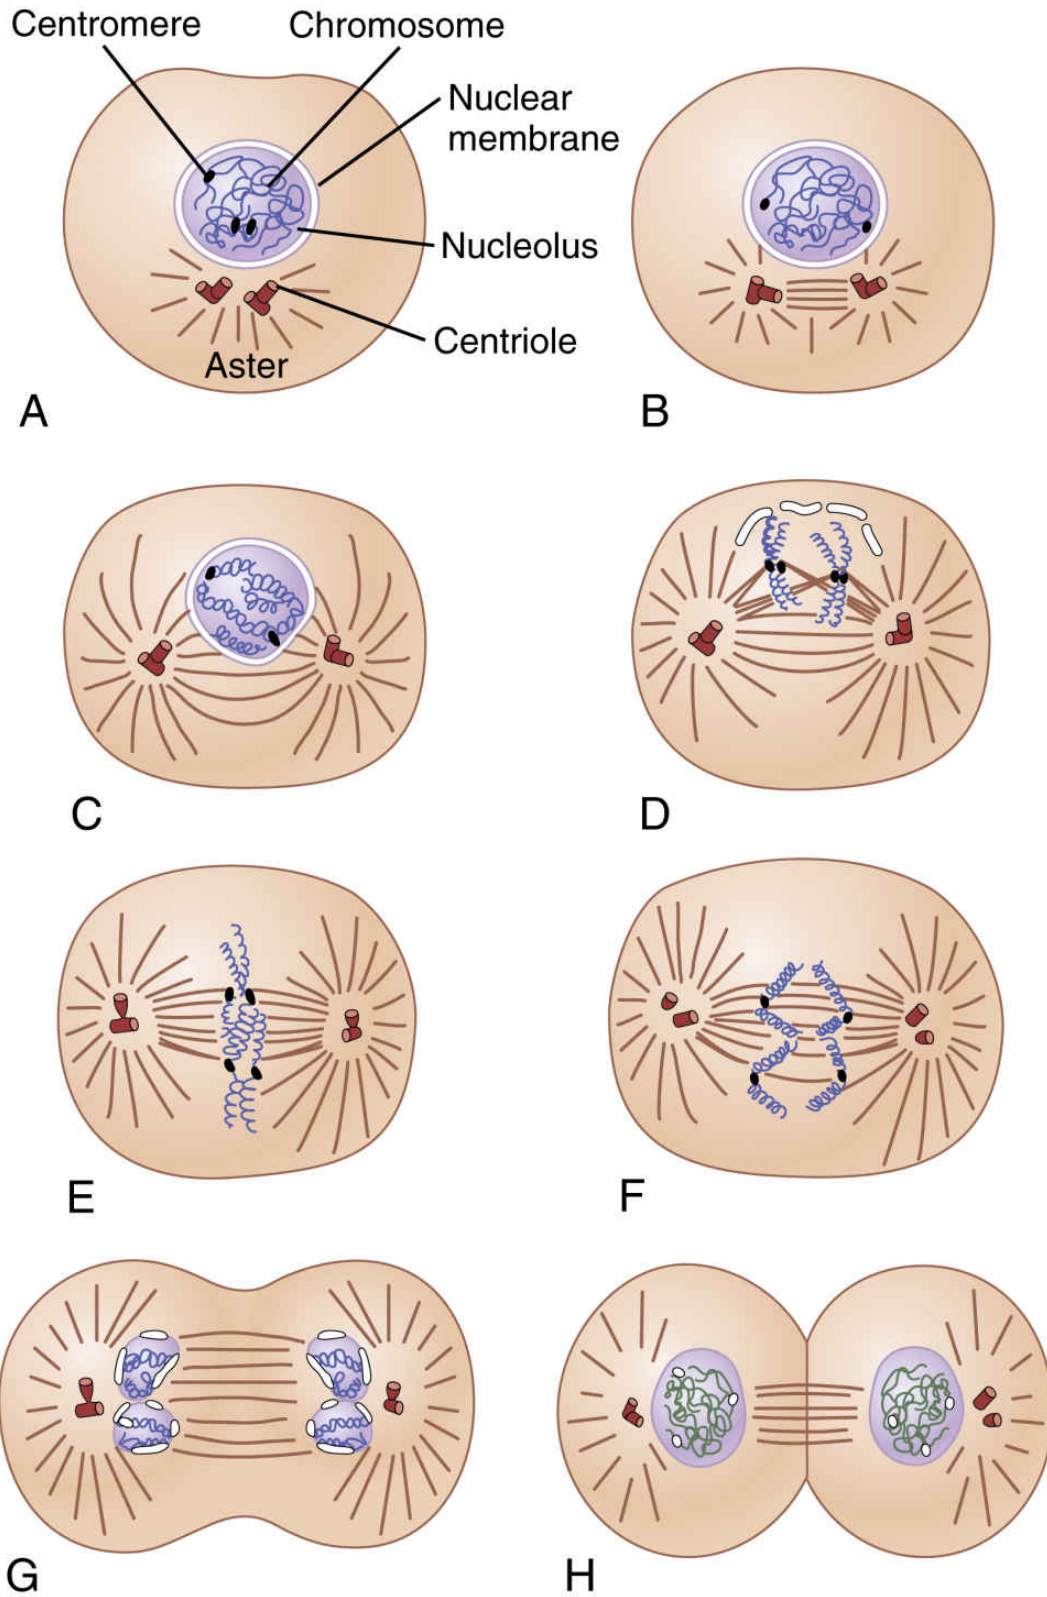 Centromere
Chromosome
Nuclear
membrane
Nucleolus
Centriole
Aster
A
B
C
D
E
F
G
H